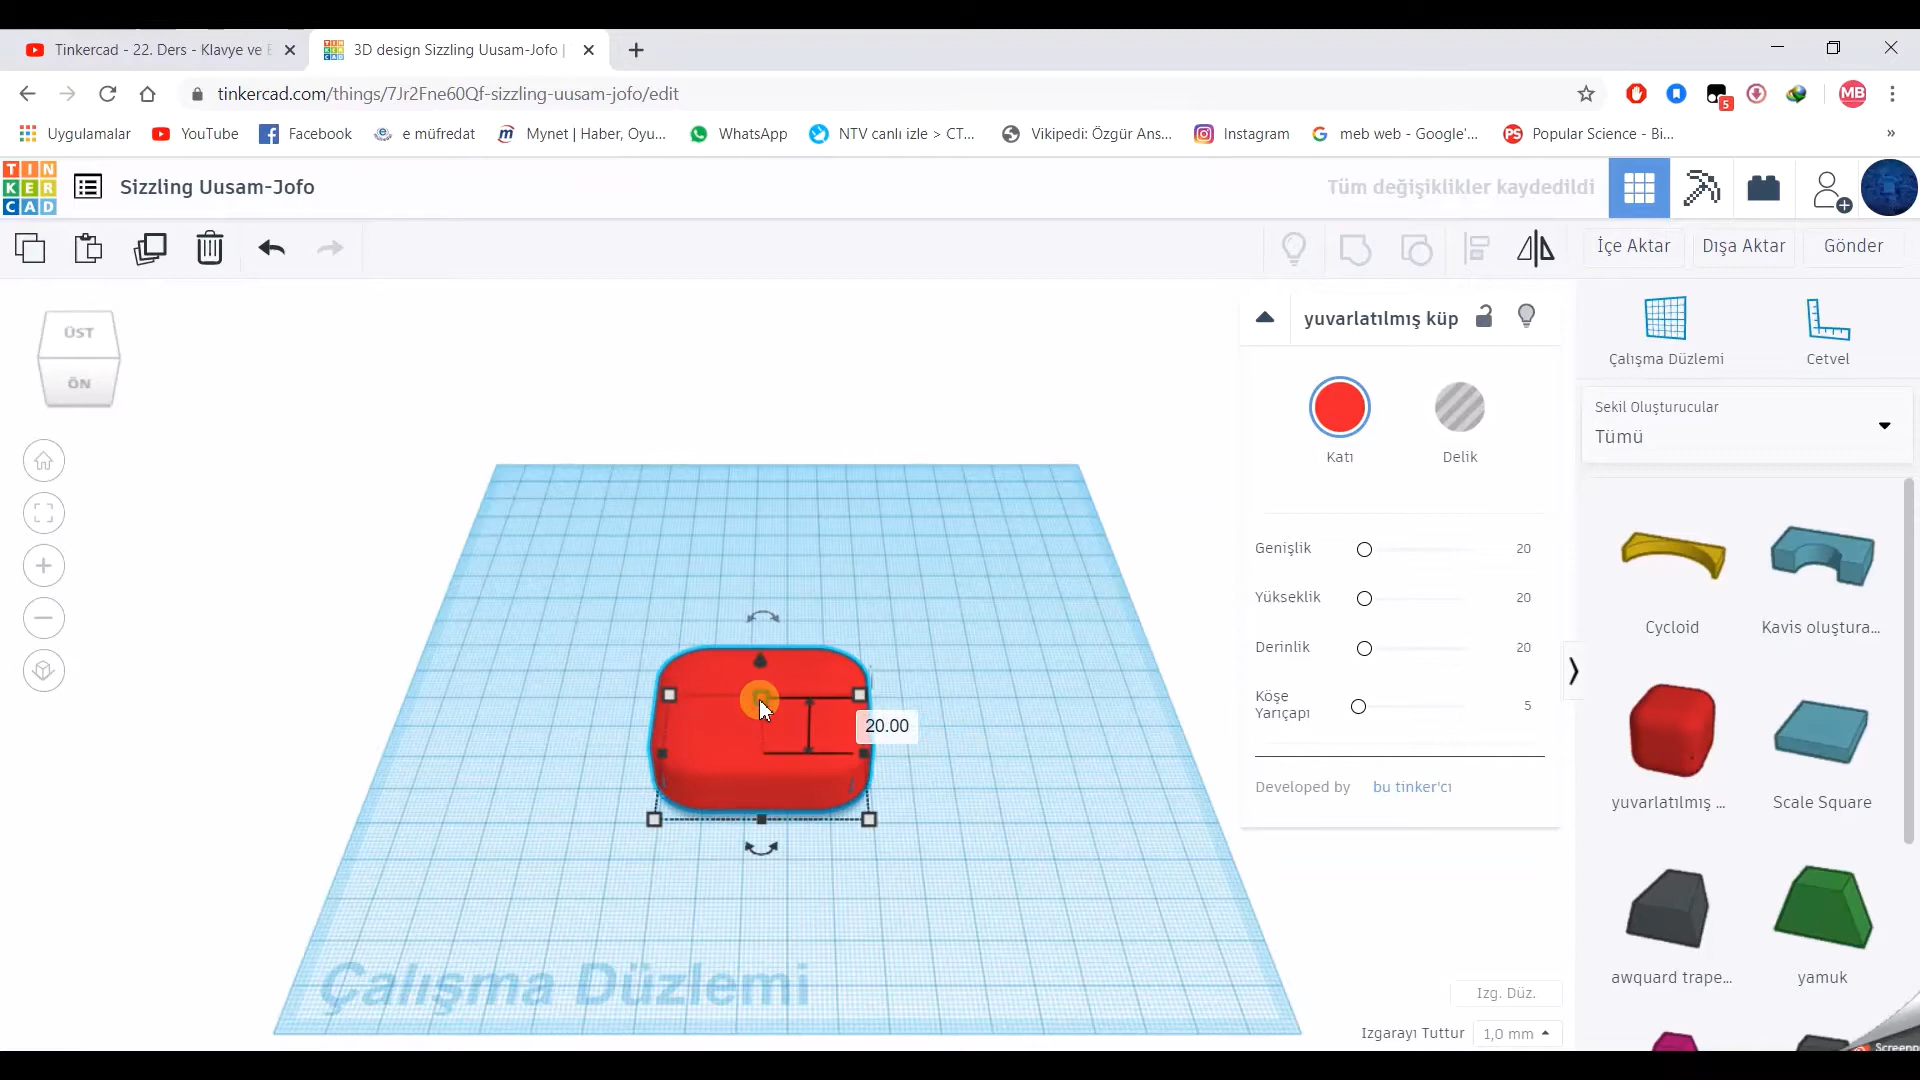 Tinkercad - 22. Ders - Klavye ve
3D design Sizzling Uusam-Jofo |
tinkercad.com/things/7Jr2Fne60Qf-sizzling-uusam-jofo/edit
5
MB
Uygulamalar
YouTube
Facebook
e müfredat
Mynet | Haber, Oyu...
WhatsApp
NTV canlı izle > CT...
Vikipedi: Özgür Ans...
Instagram
meb web - Google'...
PS
Popular Science - Bi...
»
TIN
KER
CAD
Sizzling Uusam-Jofo
Tüm değişiklikler kaydedildi
İçe Aktar
Dışa Aktar
Gönder
ÜST
ÖN
yuvarlatılmış küp
Katı
Delik
Genişlik
20
Yükseklik
20
Derinlik
20
Köşe
Yarıçapı
5
Developed by
bu tinker'cı
20.00
Çalışma Düzlemi
Cetvel
Sekil Oluşturucular
Tümü
Cycloid
Kavis oluştura...
yuvarlatılmış ...
Scale Square
awquard trape...
yamuk
Çalışma Düzlemi
Izg. Düz.
Izgarayı Tuttur
1,0 mm